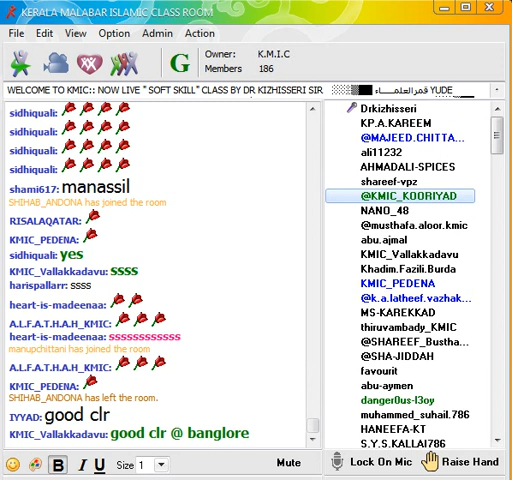 KERALA MALABAR ISLAMIC CLASS ROOM
File Edit View Option Admin Action
G Owner: K.M.I.C
Members 186
WELCOME TO KMIC:: NOW LIVE " SOFT SKILL" CLASS BY DR KIZHISSERI SIR YUDE
sidhiquali:
sidhiquali:
sidhiquali:
sidhiquali:
shami617: manassil
SHIHAB_ANDONA has joined the room
RISALAQATAR:
KMIC_PEDENA:
sidhiquali: yes
KMIC_Vallakkadavu: ssss
harispallarr: ssss
heart-is-madeenaa:
A.L.F.A.T.H.A.H_KMIC:
heart-is-madeenaa: ssssssssssss
manupchittani has joined the room
A.L.F.A.T.H.A.H_KMIC:
KMIC_PEDENA:
SHIHAB_ANDONA has left the room.
IYYAD: good clr
KMIC_Vallakkadavu: good clr @ banglore
B I U Size 1 Mute
Drkizhisseri
KP.A.KAREEM
@MAJEED.CHITTA...
ali11232
AHMADALI-SPICES
shareef-vpz
@KMIC_KOORIYAD
NANO_48
@musthafa.aloor.kmic
abu.ajmal
KMIC_Vallakadavu
Khadim.Fazili.Burda
KMIC_PEDENA
@k.a.latheef.vazhak...
MS-KAREKKAD
thiruvambady_KMIC
@SHAREEF_Bustha...
@SHA-JIDDAH
favourit
abu-aymen
danger0us-l3oy
muhammed_suhail.786
HANEEFA-KT
S.Y.S.KALLAI786
Lock On Mic Raise Hand